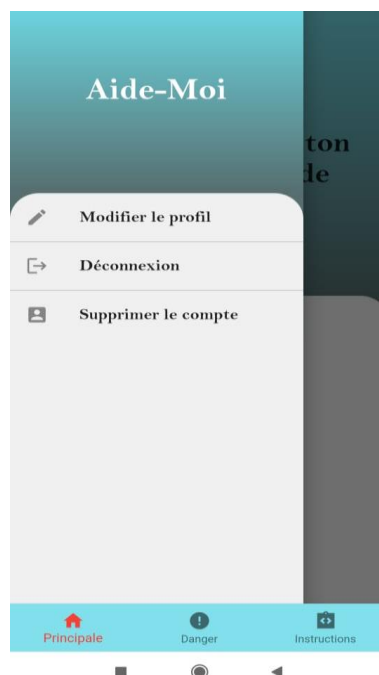 Aide-Moi
ton
de
Modifier le profil
Déconnexion
Supprimer le compte
Principale
Danger
Instructions